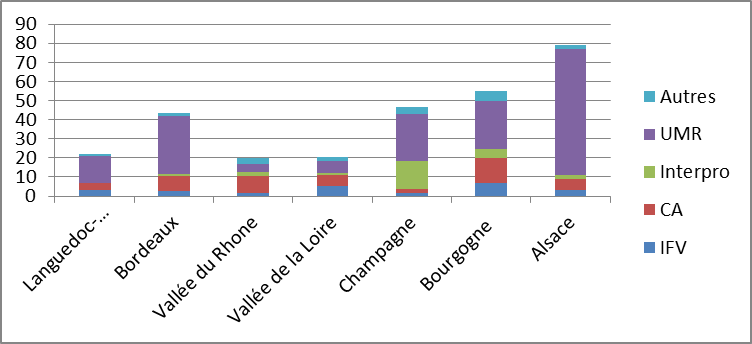 90
80
70
60
50
40
30
20
10
0
Languedoc-...
Bordeaux
Vallée du Rhone
Vallée de la Loire
Champagne
Bourgogne
Alsace
Autres
UMR
Interpro
CA
IFV